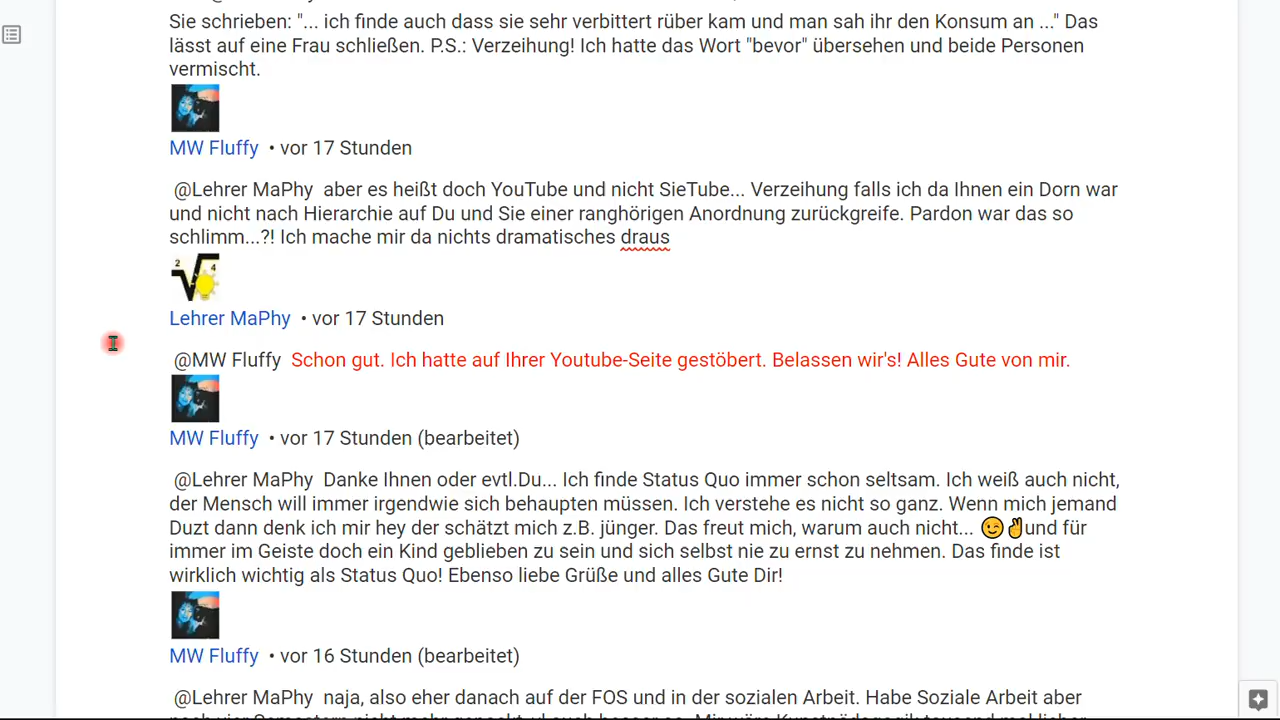 Sie schrieben: "... ich finde auch dass sie sehr verbittert rüber kam und man sah ihr den Konsum an ..." Das
lässt auf eine Frau schließen. P.S.: Verzeihung! Ich hatte das Wort "bevor" übersehen und beide Personen
vermischt.
MW Fluffy • vor 17 Stunden
@Lehrer MaPhy aber es heißt doch YouTube und nicht SieTube... Verzeihung falls ich da Ihnen ein Dorn war
und nicht nach Hierarchie auf Du und Sie einer ranghörigen Anordnung zurückgreife. Pardon war das so
schlimm...?! Ich mache mir da nichts dramatisches draus
2 4
Lehrer MaPhy • vor 17 Stunden
@MW Fluffy Schon gut. Ich hatte auf Ihrer Youtube-Seite gestöbert. Belassen wir's! Alles Gute von mir.
MW Fluffy • vor 17 Stunden (bearbeitet)
@Lehrer MaPhy Danke Ihnen oder evtl.Du... Ich finde Status Quo immer schon seltsam. Ich weiß auch nicht,
der Mensch will immer irgendwie sich behaupten müssen. Ich verstehe es nicht so ganz. Wenn mich jemand
Duzt dann denk ich mir hey der schätzt mich z.B. jünger. Das freut mich, warum auch nicht... 😉✌und für
immer im Geiste doch ein Kind geblieben zu sein und sich selbst nie zu ernst zu nehmen. Das finde ist
wirklich wichtig als Status Quo! Ebenso liebe Grüße und alles Gute Dir!
MW Fluffy • vor 16 Stunden (bearbeitet)
@Lehrer MaPhy naja, also eher danach auf der FOS und in der sozialen Arbeit. Habe Soziale Arbeit aber